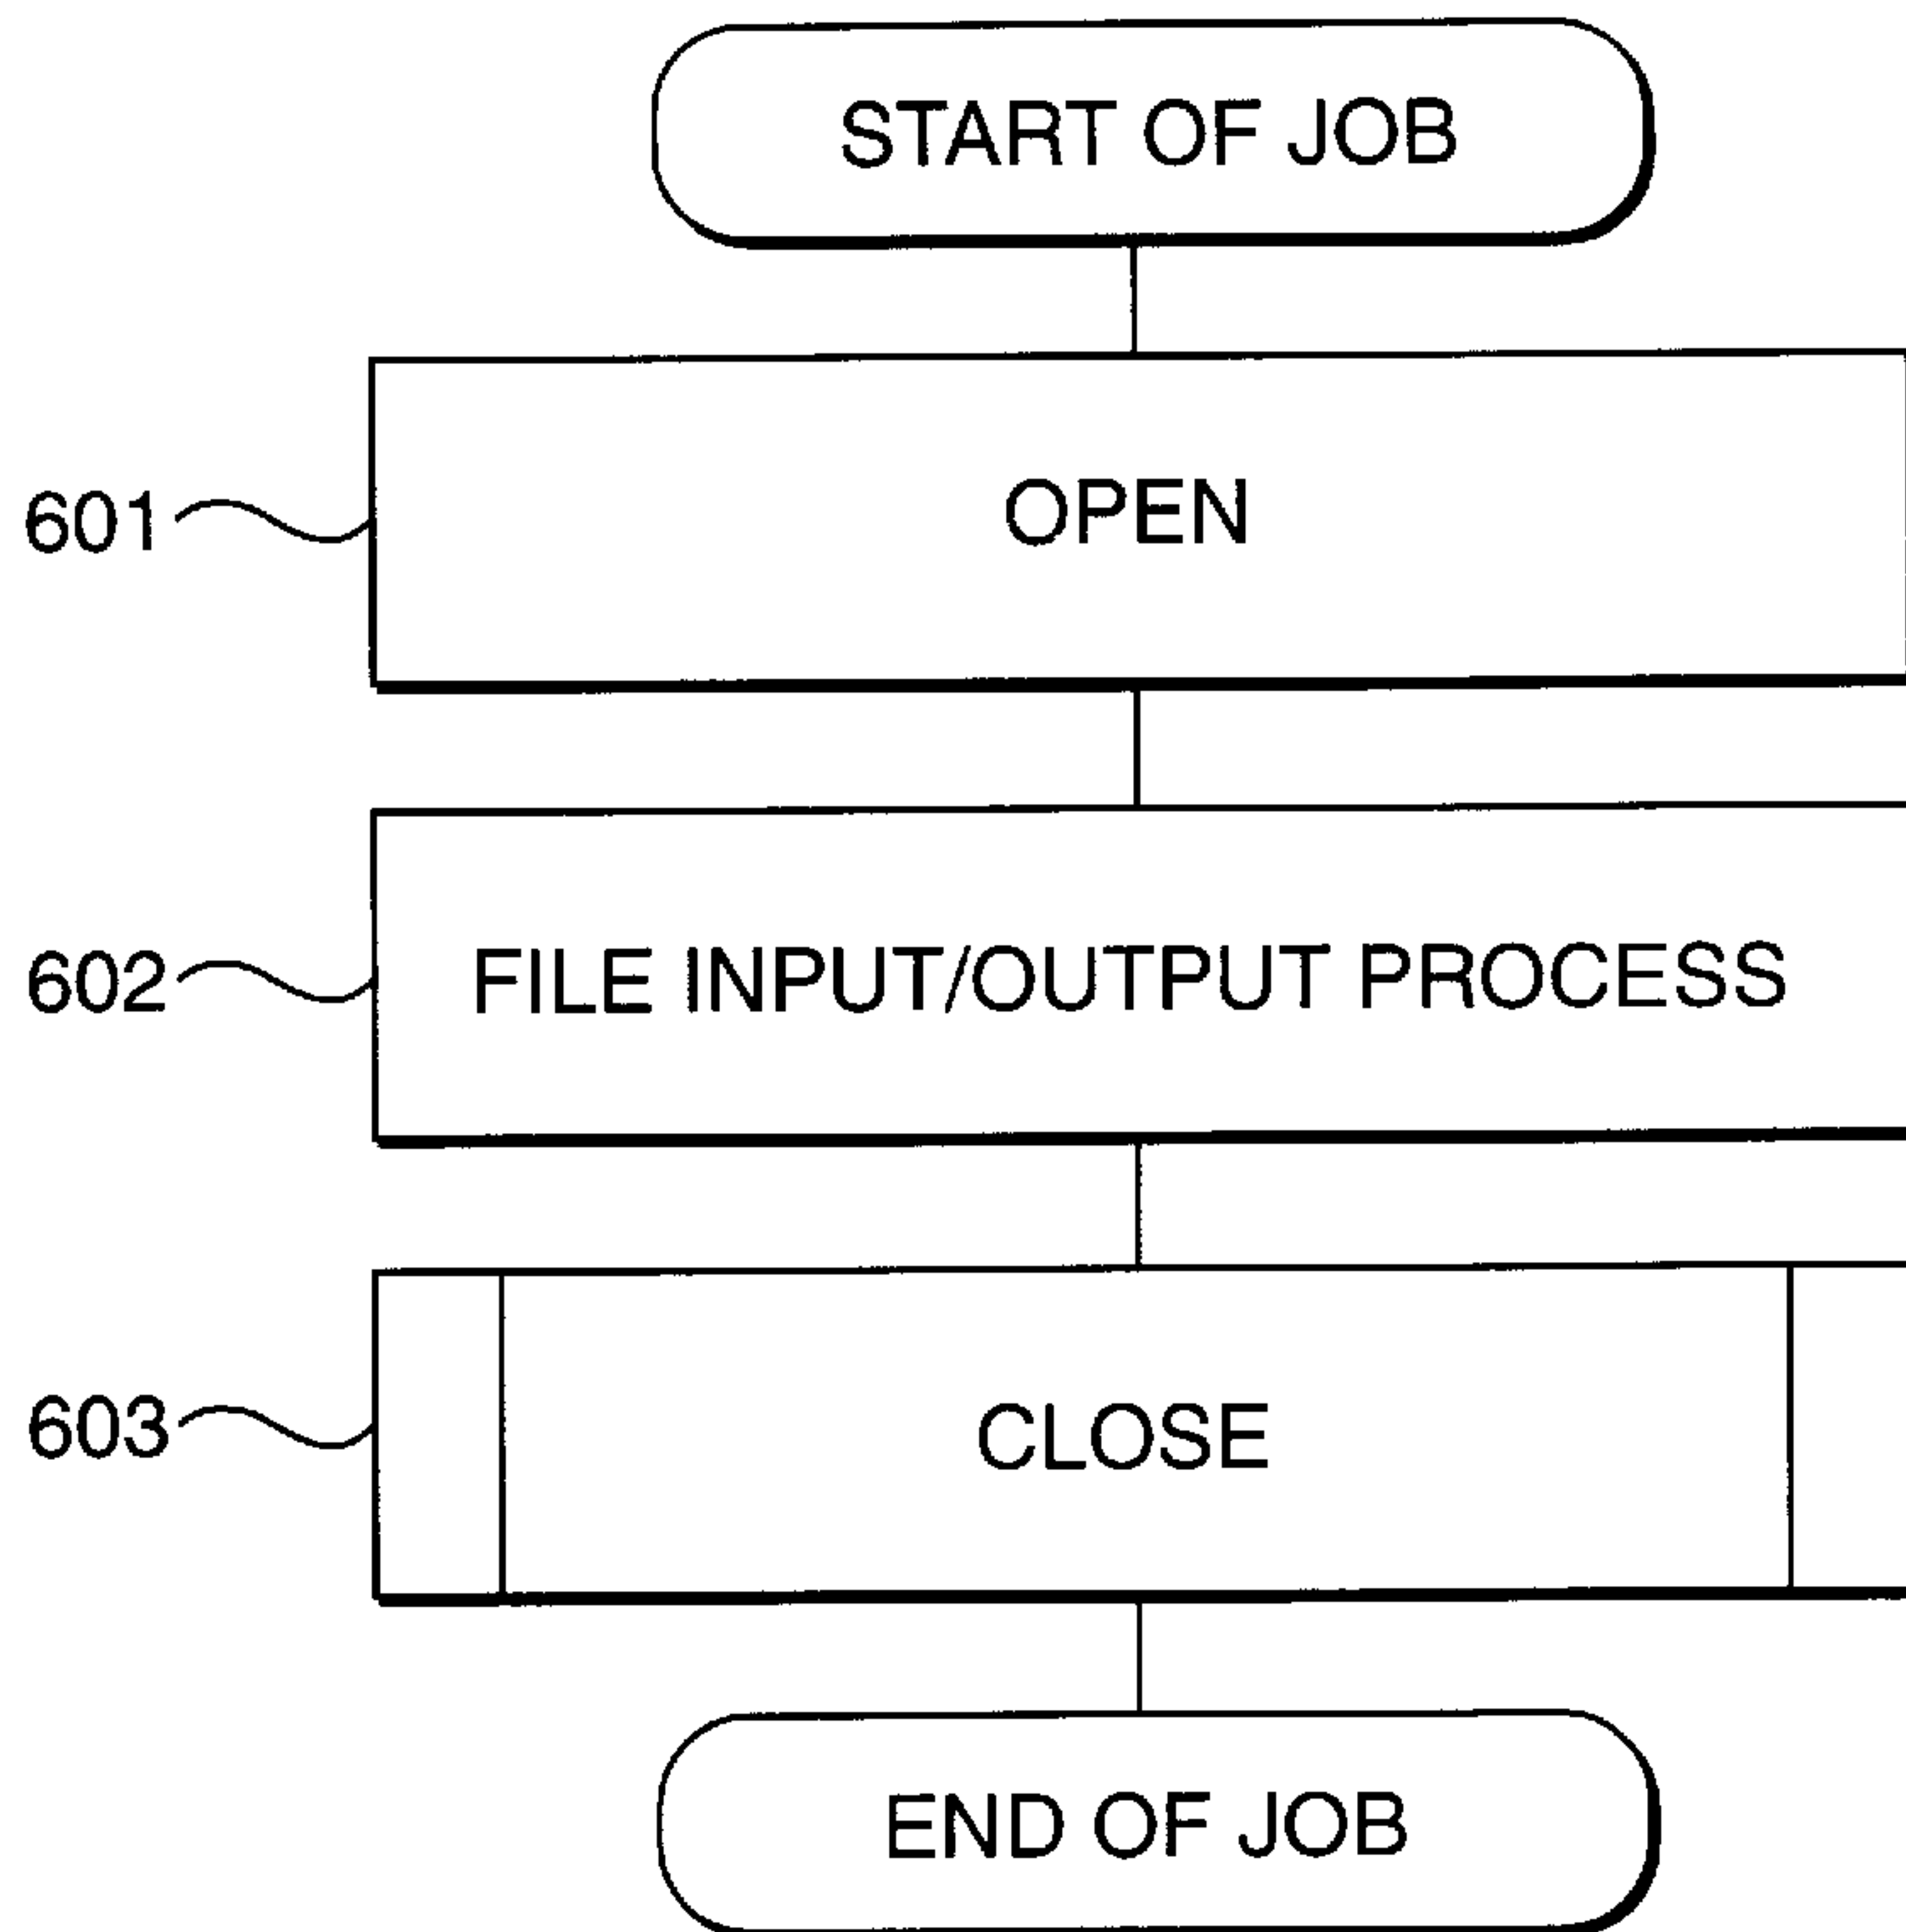 START OF JOB
601
OPEN
602
FILE INPUT/OUTPUT PROCESS
603
CLOSE
END OF JOB